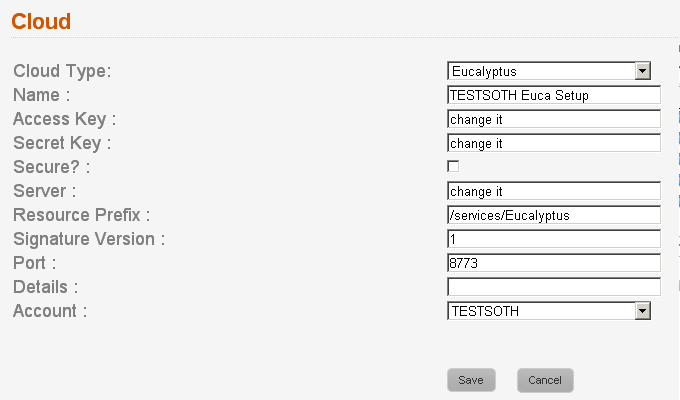 Cloud
Cloud Type: Eucalyptus
Name : TESTSOTH Euca Setup
Access Key : change it
Secret Key : change it
Secure? :
Server : change it
Resource Prefix : /services/Eucalyptus
Signature Version : 1
Port : 8773
Details :
Account : TESTSOTH
Save Cancel